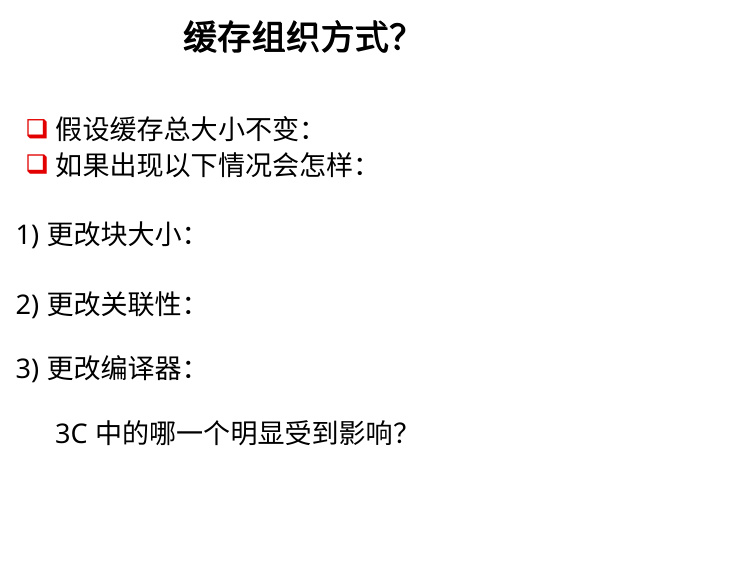 缓存组织方式？
❑ 假设缓存总大小不变：
❑ 如果出现以下情况会怎样：
1) 更改块大小：
2) 更改关联性：
3) 更改编译器：
3C 中的哪一个明显受到影响？